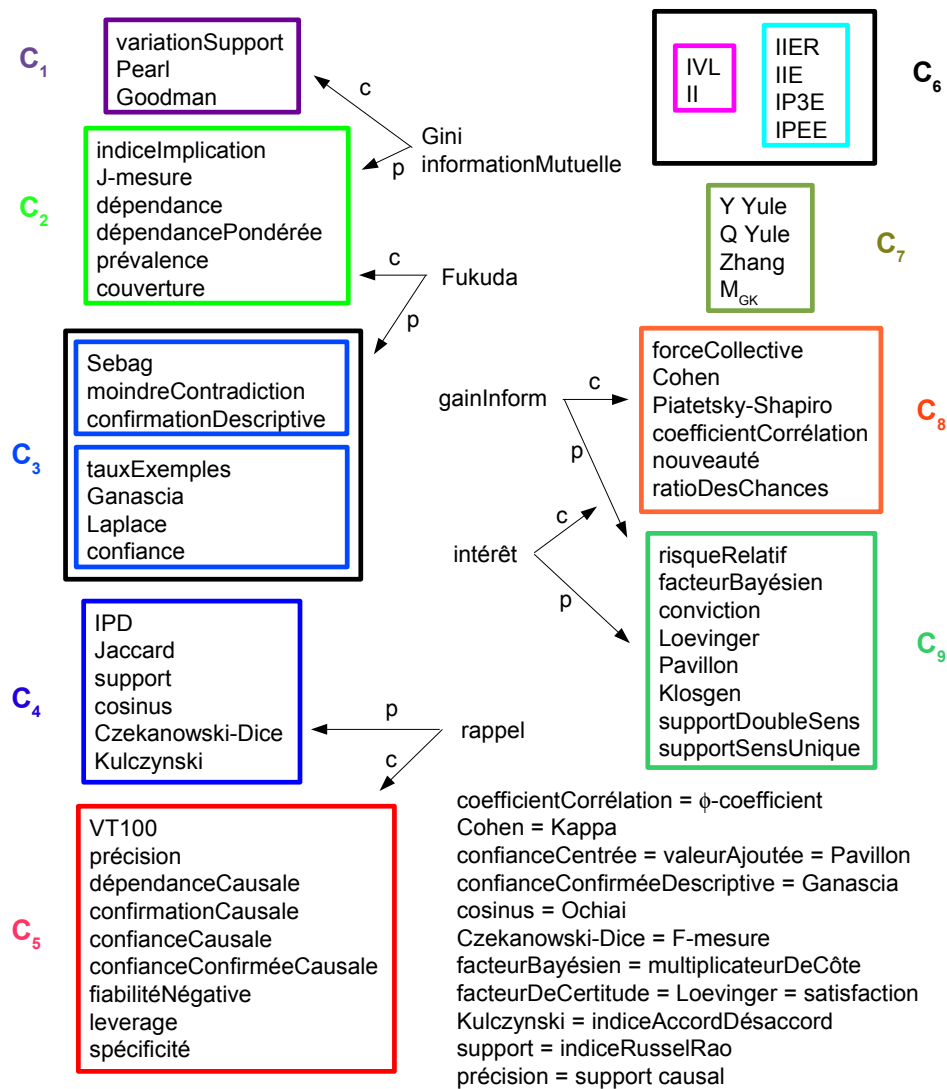 C1
variationSupport
Pearl
Goodman
c
p
Gini
informationMutuelle
C2
indiceImplication
J-mesure
dépendance
dépendancePondérée
prévalence
couverture
c
p
Fukuda
C3
Sebag
moindreContradiction
confirmationDescriptive
tauxExemples
Ganascia
Laplace
confiance
C4
IPD
Jaccard
support
cosinus
Czekanowski-Dice
Kulczynski
p
c
rappel
C5
VT100
précision
dépendanceCausale
confirmationCausale
confianceCausale
confianceConfirméeCausale
fiabilitéNégative
leverage
spécificité
IVL
II
IIER
IIE
IP3E
IPEE
C6
Y Yule
Q Yule
Zhang
MGK
C7
gainInform
c
p
forceCollective
Cohen
Piatetsky-Shapiro
coefficientCorrélation
nouveauté
ratioDesChances
C8
intérêt
c
p
risqueRelatif
facteurBayésien
conviction
Loevinger
Pavillon
Klosgen
supportDoubleSens
supportSensUnique
C9
coefficientCorrélation = ϕ-coefficient
Cohen = Kappa
confianceCentrée = valeurAjoutée = Pavillon
confianceConfirméeDescriptive = Ganascia
cosinus = Ochiai
Czekanowski-Dice = F-mesure
facteurBayésien = multiplicateurDeCôte
facteurDeCertitude = Loevinger = satisfaction
Kulczynski = indiceAccordDésaccord
support = indiceRusselRao
précision = support causal